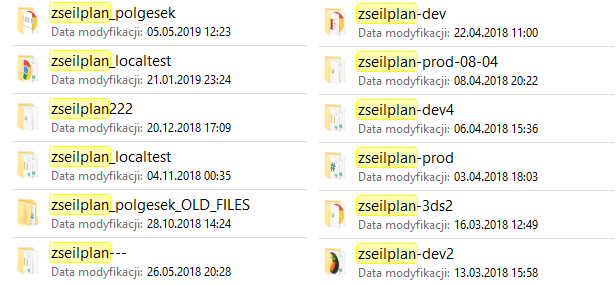 zseilplan_polgesek
Data modyfikacji: 05.05.2019 12:23
zseilplan_localtest
Data modyfikacji: 21.01.2019 23:24
zseilplan222
Data modyfikacji: 20.12.2018 17:09
zseilplan_localtest
Data modyfikacji: 04.11.2018 00:35
zseilplan_polgesek_OLD_FILES
Data modyfikacji: 28.10.2018 14:24
zseilplan---
Data modyfikacji: 26.05.2018 20:28
zseilplan-dev
Data modyfikacji: 22.04.2018 11:00
zseilplan-prod-08-04
Data modyfikacji: 08.04.2018 20:22
zseilplan-dev4
Data modyfikacji: 06.04.2018 15:36
zseilplan-prod
Data modyfikacji: 03.04.2018 18:03
zseilplan-3ds2
Data modyfikacji: 16.03.2018 12:49
zseilplan-dev2
Data modyfikacji: 13.03.2018 15:58